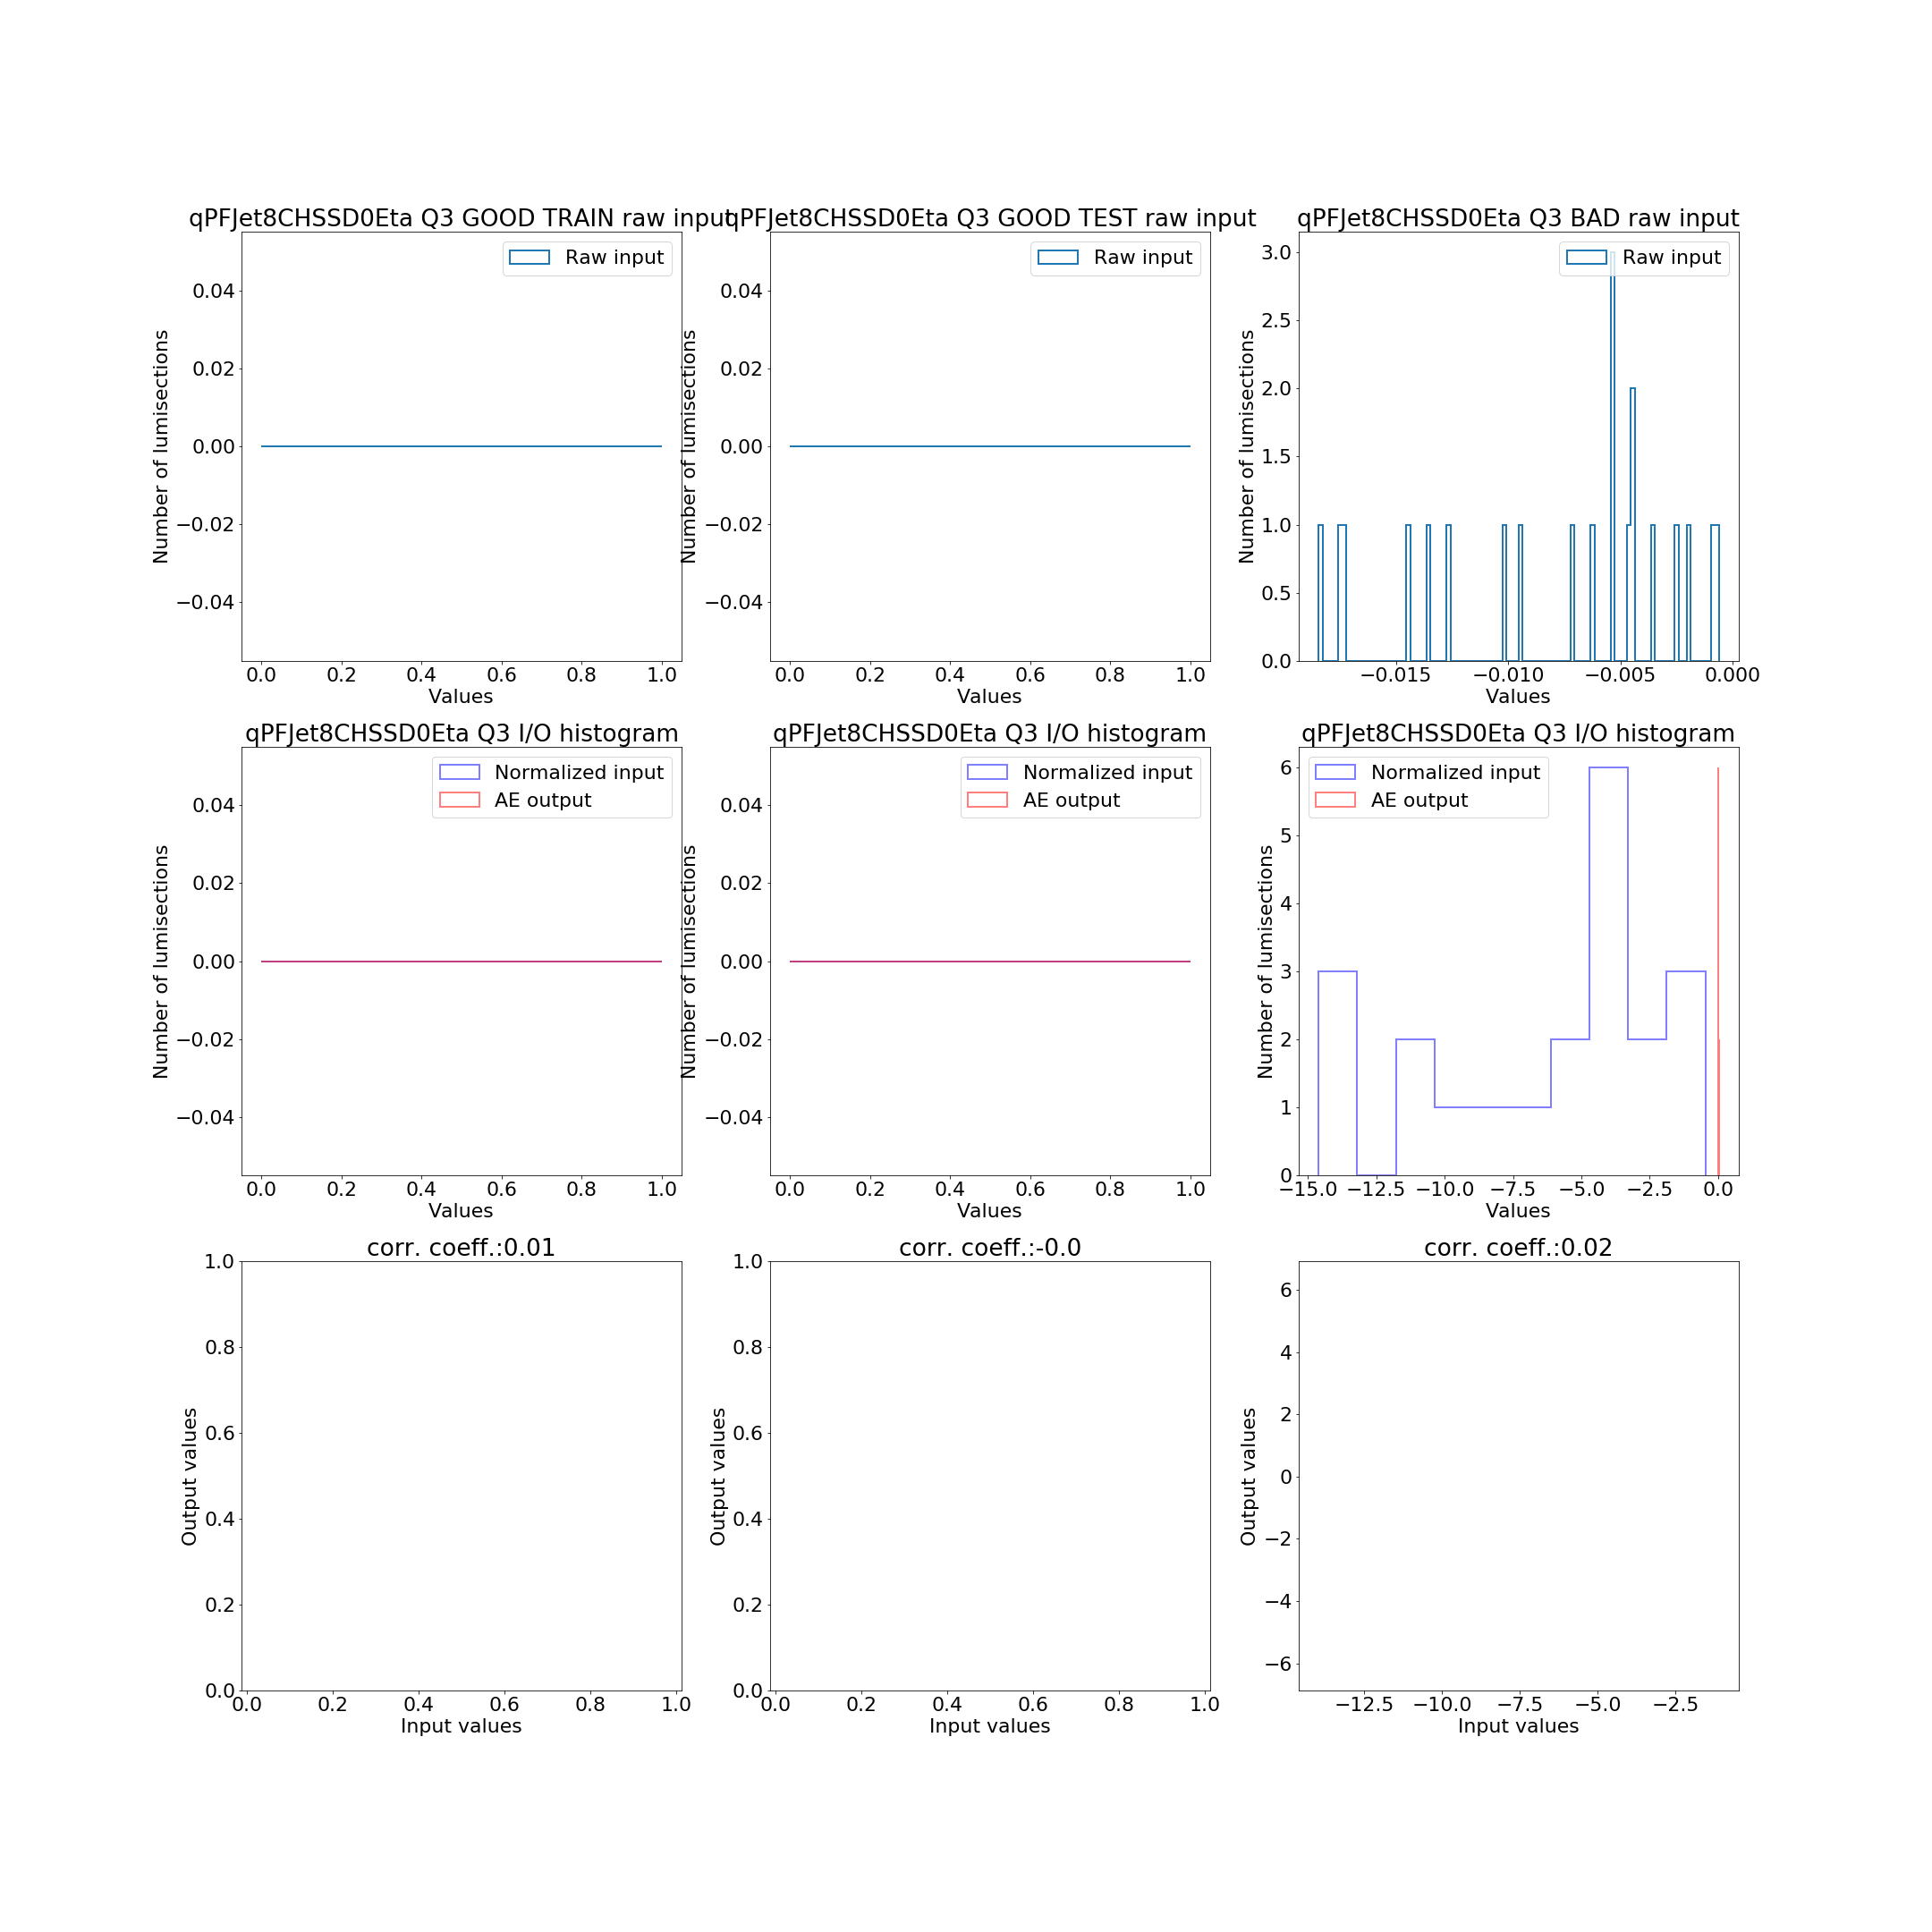 qPFJet8CHSSD0Eta Q3 GOOD TRAIN raw input
Raw input
Number of lumisections
0.04
0.02
0.00
−0.02
−0.04
0.0 0.2 0.4 0.6 0.8 1.0
Values
qPFJet8CHSSD0Eta Q3 GOOD TEST raw input
Raw input
Number of lumisections
0.04
0.02
0.00
−0.02
−0.04
0.0 0.2 0.4 0.6 0.8 1.0
Values
qPFJet8CHSSD0Eta Q3 BAD raw input
Raw input
Number of lumisections
3.0
2.5
2.0
1.5
1.0
0.5
0.0
−0.015 −0.010 −0.005 0.000
Values
qPFJet8CHSSD0Eta Q3 I/O histogram
Normalized input
AE output
Number of lumisections
0.04
0.02
0.00
−0.02
−0.04
0.0 0.2 0.4 0.6 0.8 1.0
Values
qPFJet8CHSSD0Eta Q3 I/O histogram
Normalized input
AE output
Number of lumisections
0.04
0.02
0.00
−0.02
−0.04
0.0 0.2 0.4 0.6 0.8 1.0
Values
qPFJet8CHSSD0Eta Q3 I/O histogram
Normalized input
AE output
Number of lumisections
6
5
4
3
2
1
0
−15.0 −12.5 −10.0 −7.5 −5.0 −2.5 0.0
Values
corr. coeff.:0.01
Output values
1.0
0.8
0.6
0.4
0.2
0.0
0.0 0.2 0.4 0.6 0.8 1.0
Input values
corr. coeff.:-0.0
Output values
1.0
0.8
0.6
0.4
0.2
0.0
0.0 0.2 0.4 0.6 0.8 1.0
Input values
corr. coeff.:0.02
Output values
6
4
2
0
−2
−4
−6
−12.5 −10.0 −7.5 −5.0 −2.5
Input values